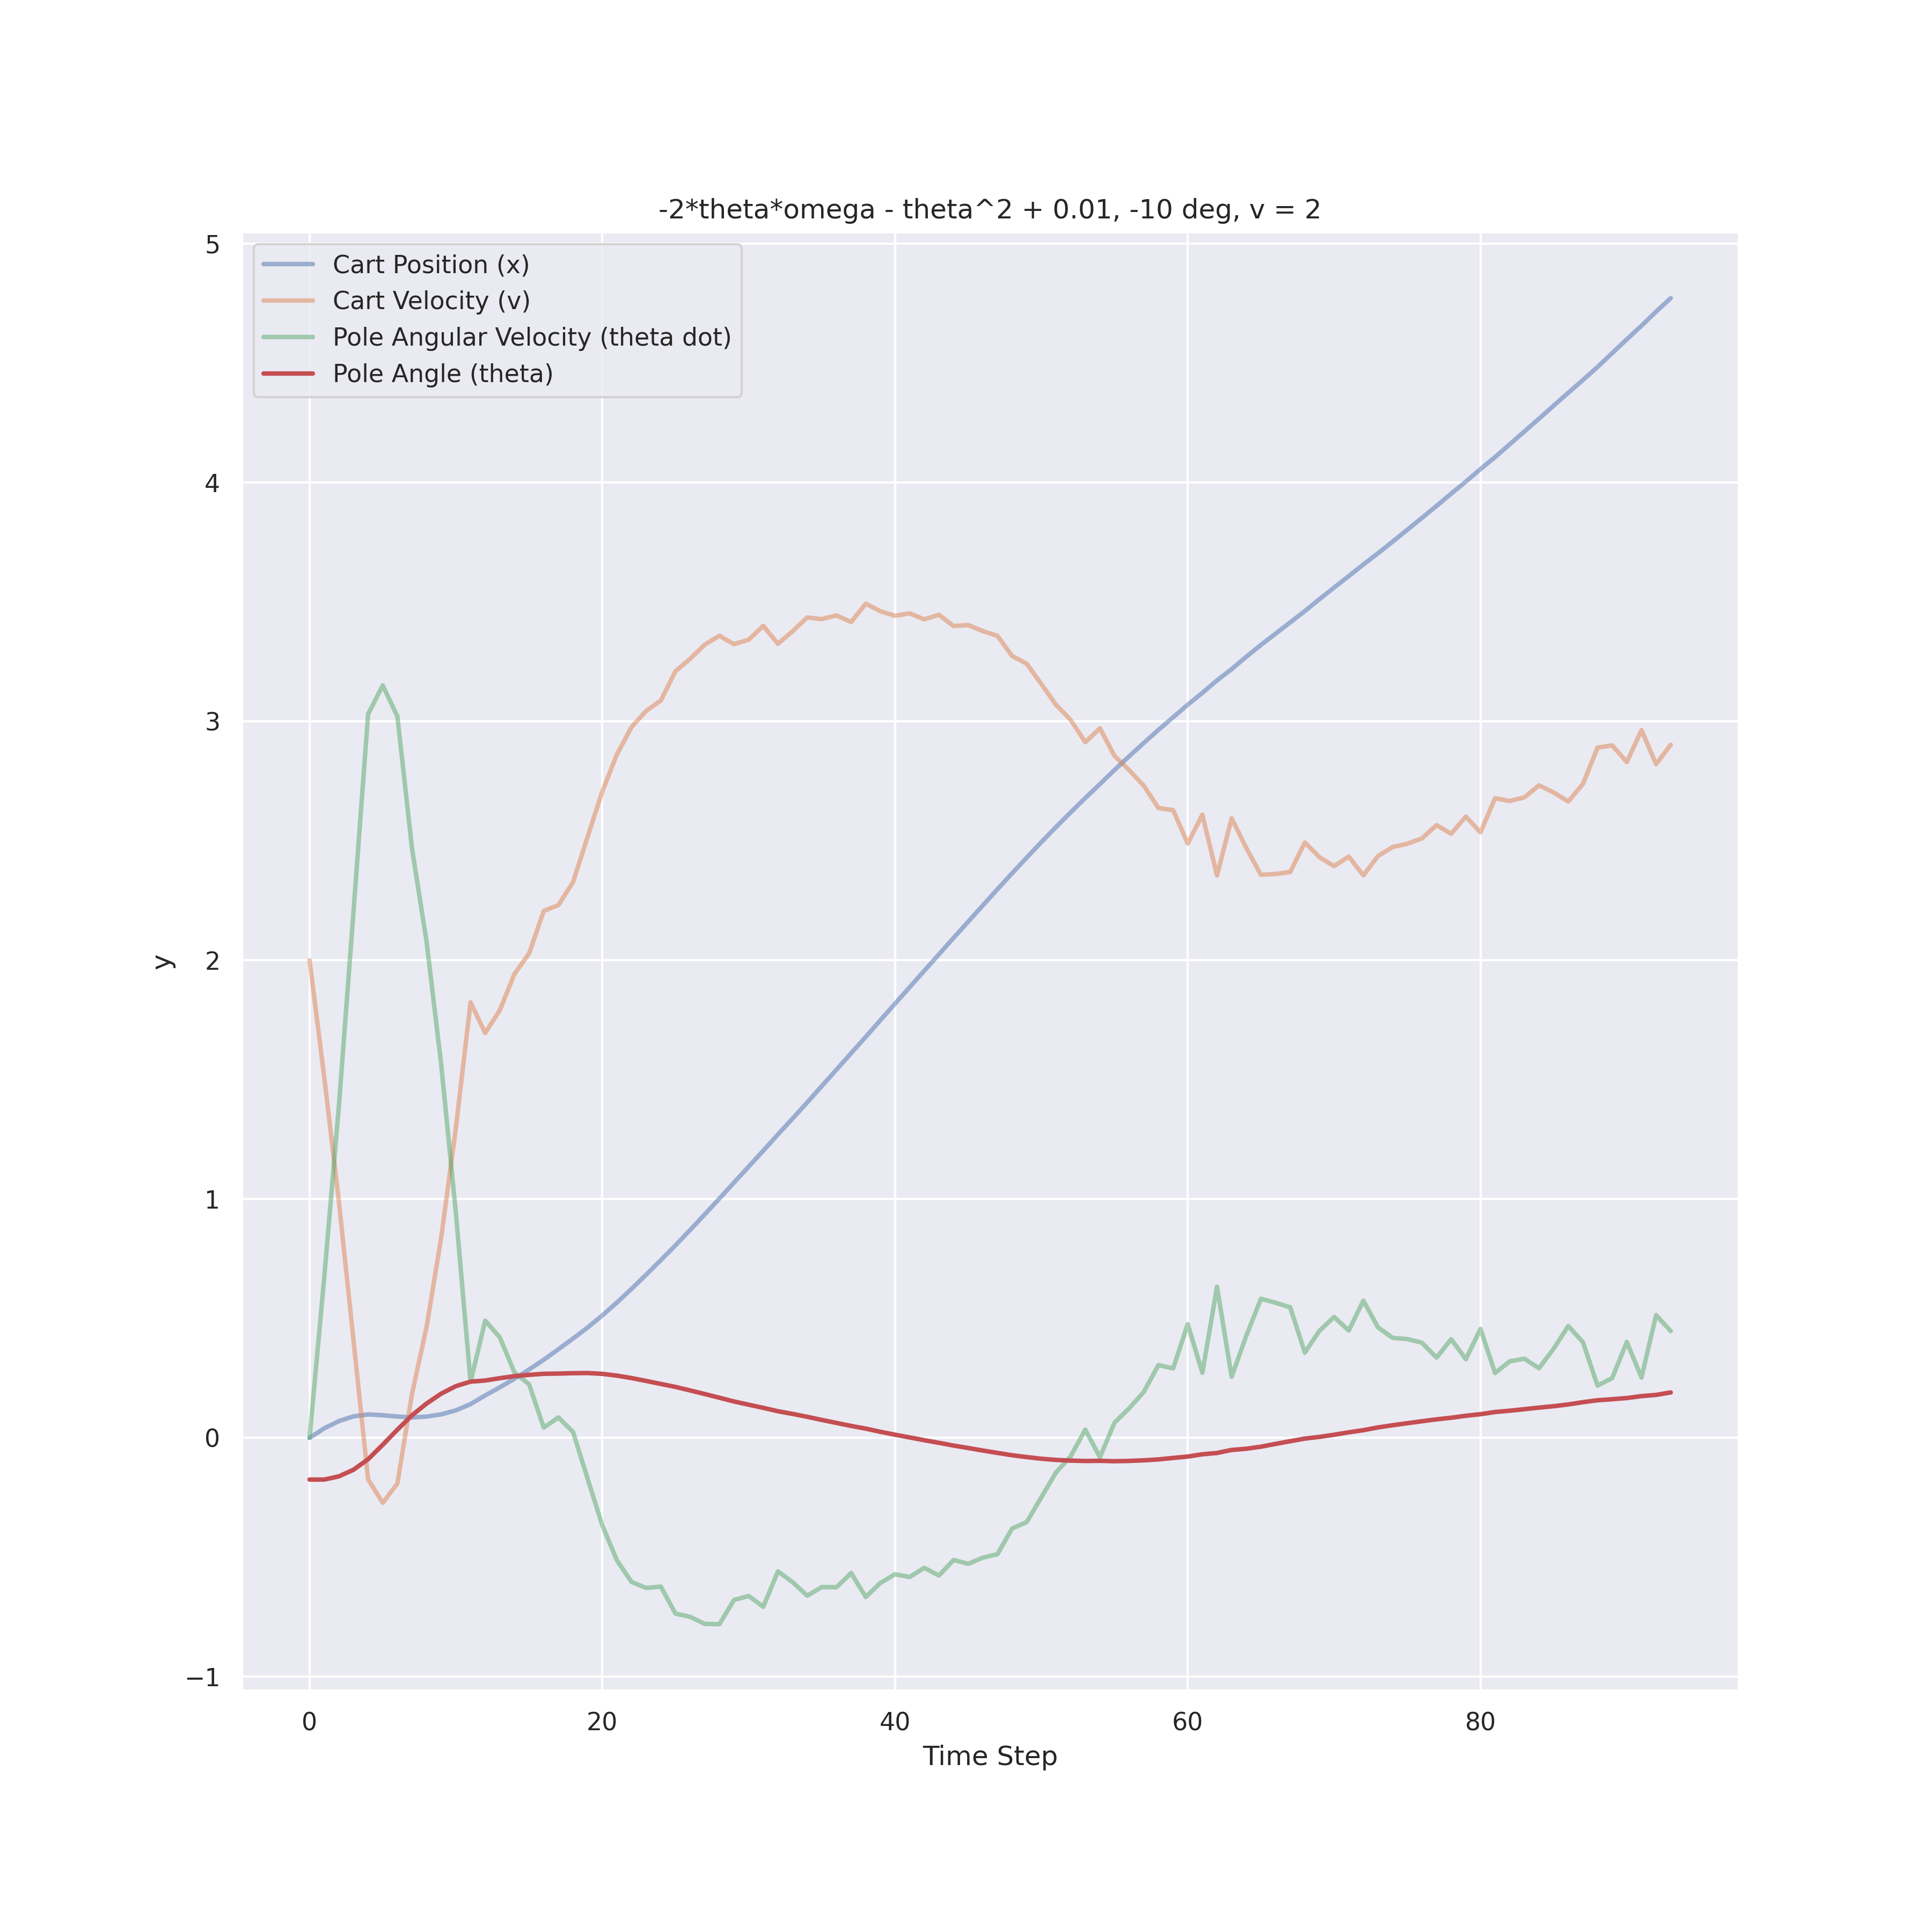 -2*theta*omega - theta^2 + 0.01, -10 deg, v = 2
5
4
3
2
1
0
−1
y
Cart Position (x)
Cart Velocity (v)
Pole Angular Velocity (theta dot)
Pole Angle (theta)
0 20 40 60 80
Time Step